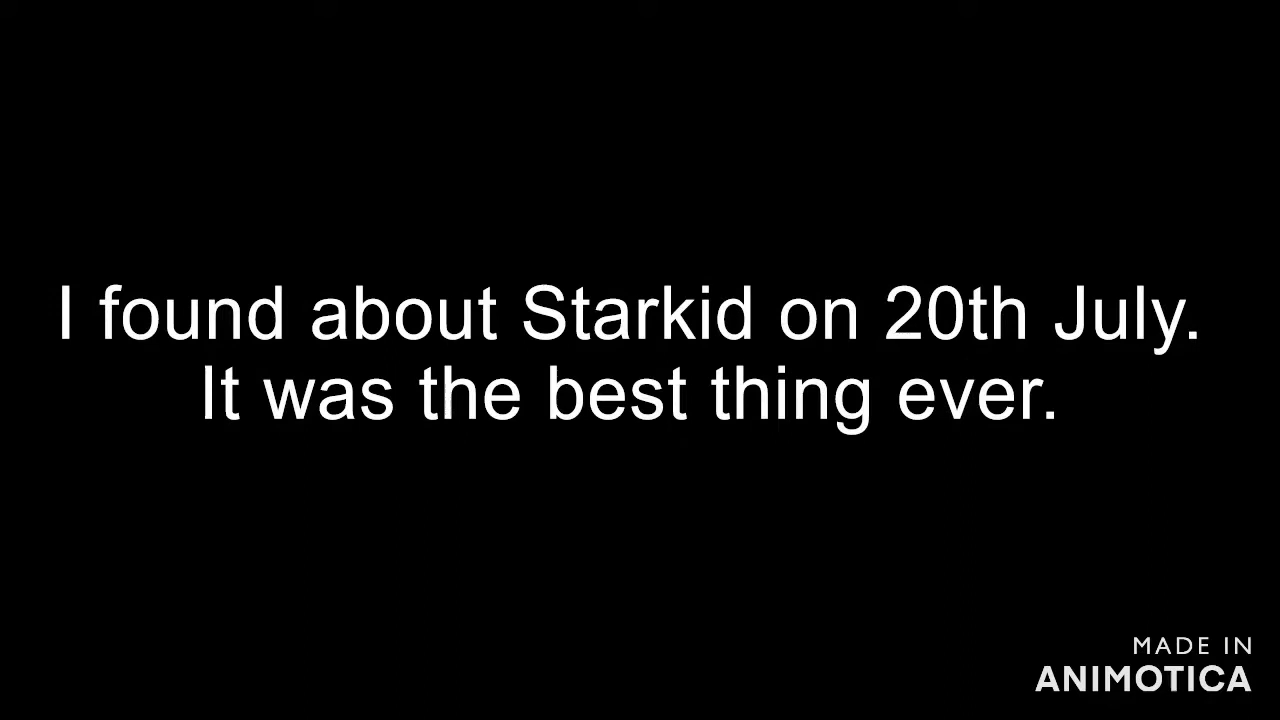 I found about Starkid on 20th July.
It was the best thing ever.
MADE IN
ANIMOTICA